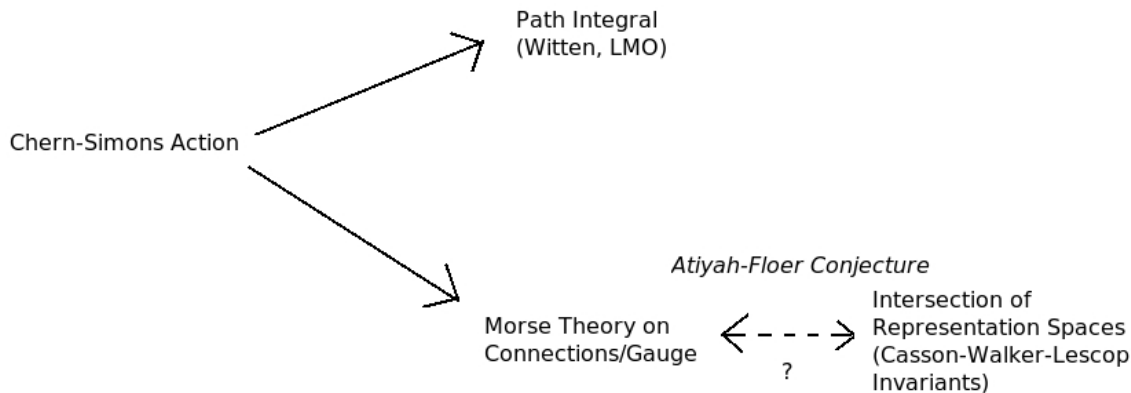 Path Integral
(Witten, LMO)
Chern-Simons Action
Atiyah-Floer Conjecture
Morse Theory on
Connections/Gauge
?
Intersection of
Representation Spaces
(Casson-Walker-Lescop
Invariants)